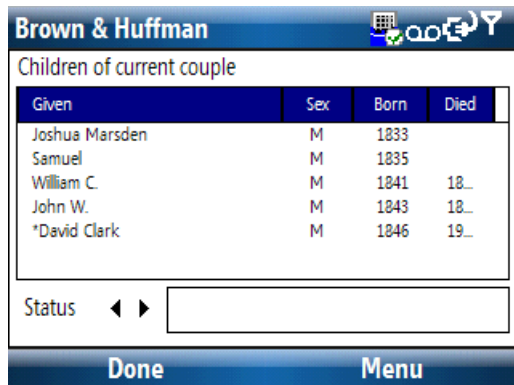 Brown & Huffman
Children of current couple
Given Sex Born Died
Joshua Marsden M 1833
Samuel M 1835
William C. M 1841 18...
John W. M 1843 18...
*David Clark M 1846 19...
Status
Done Menu